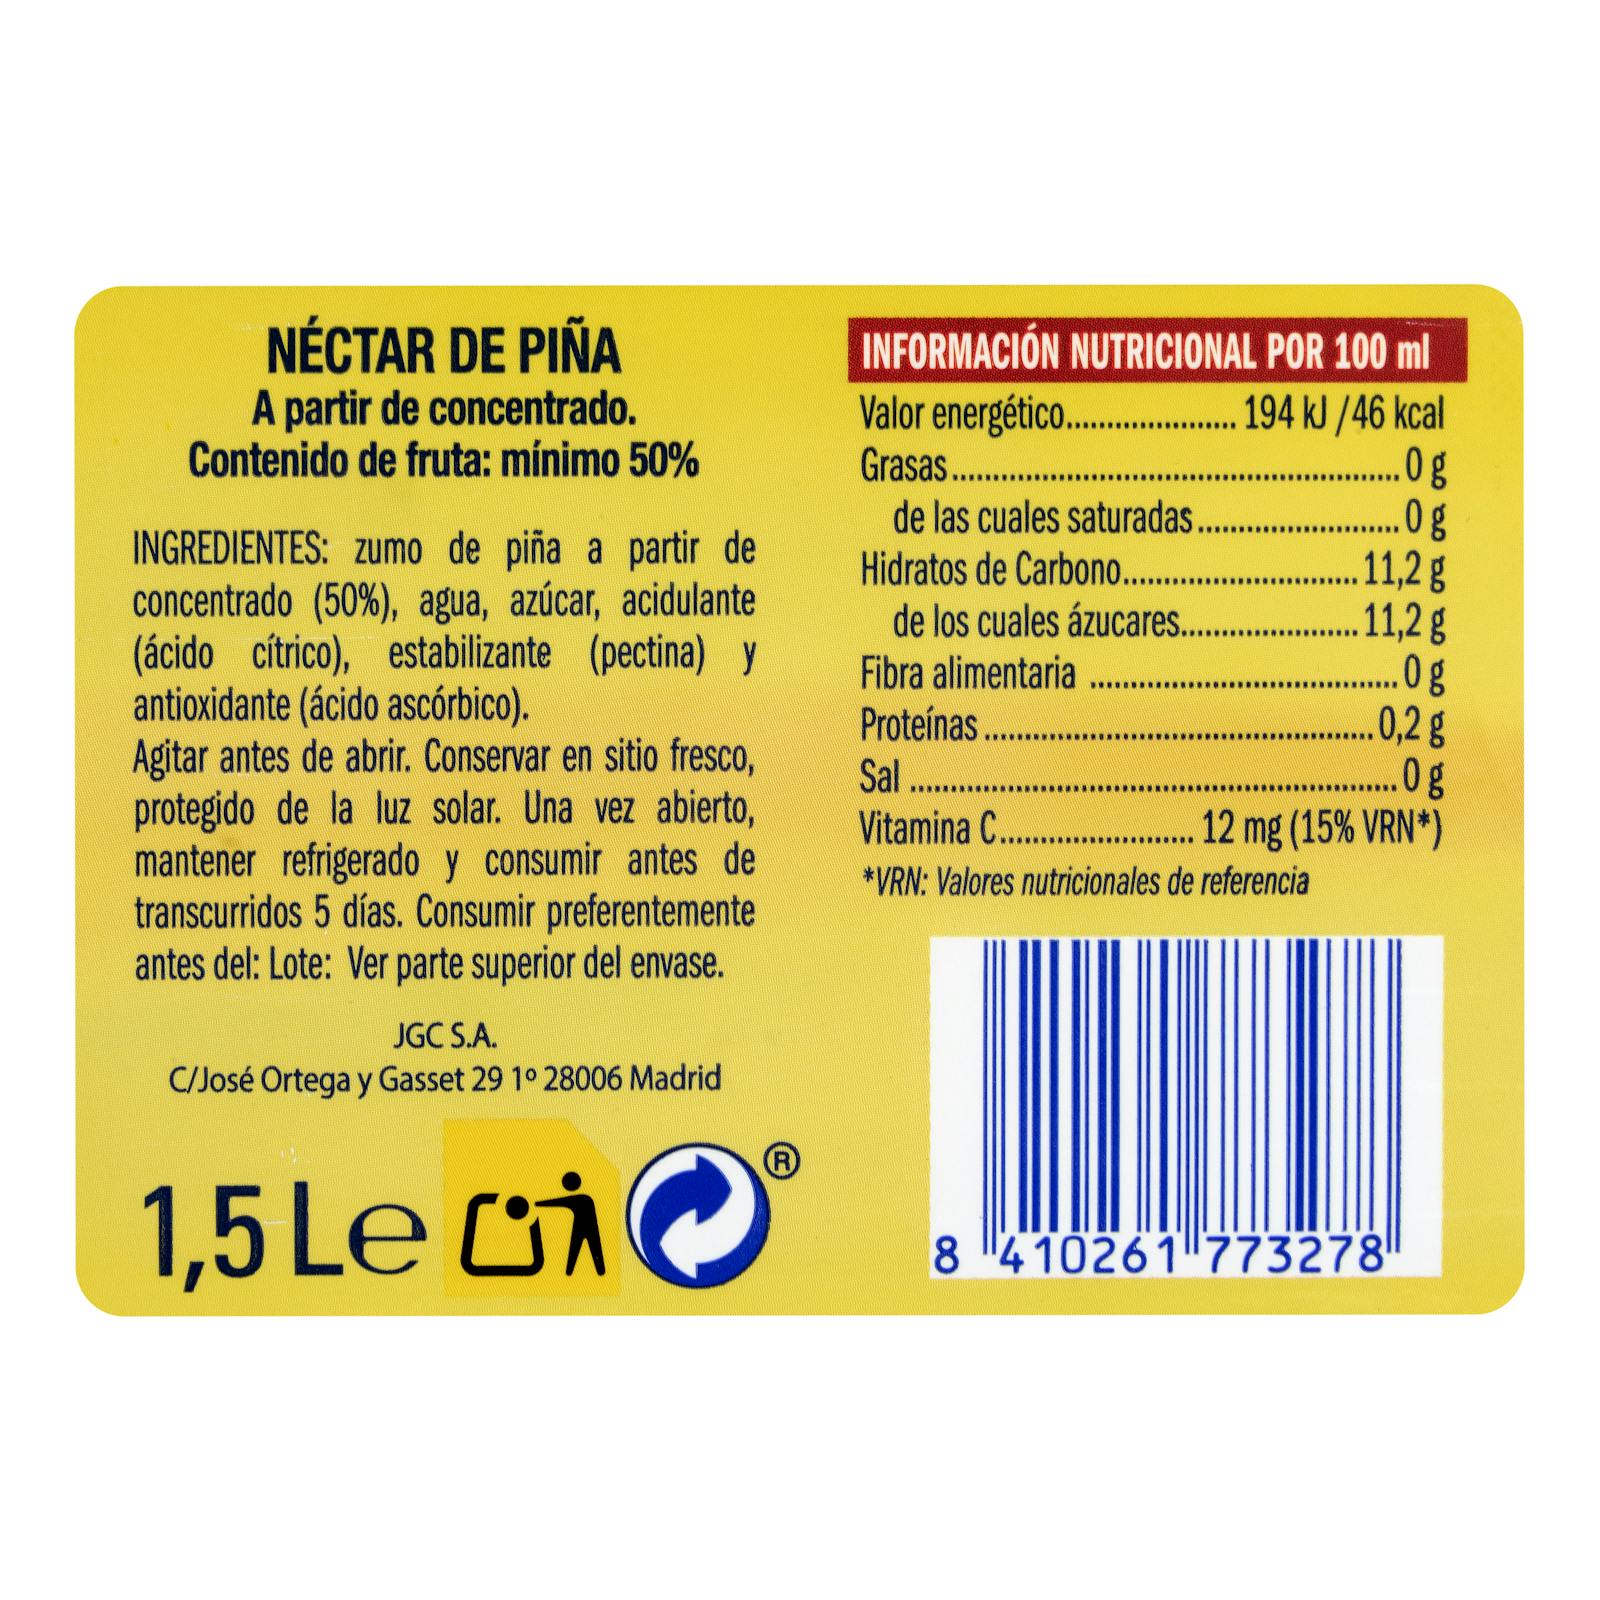 NÉCTAR DE PIÑA
A partir de concentrado.
Contenido de fruta: mínimo 50%
INGREDIENTES: zumo de piña a partir de
concentrado (50%), agua, azúcar, acidulante
(ácido cítrico), estabilizante (pectina) y
antioxidante (ácido ascórbico).
Agitar antes de abrir. Conservar en sitio fresco,
protegido de la luz solar. Una vez abierto,
mantener refrigerado y consumir antes de
transcurridos 5 días. Consumir preferentemente
antes del: Lote: Ver parte superior del envase.
JGC S.A.
C/José Ortega y Gasset 29 1º 28006 Madrid
1,5 L e
®
INFORMACIÓN NUTRICIONAL POR 100 ml
Valor energético..................... 194 kJ /46 kcal
Grasas........................................................ 0 g
de las cuales saturadas......................... 0 g
Hidratos de Carbono............................. 11,2 g
de los cuales ázucares...................... 11,2 g
Fibra alimentaria ...................................... 0 g
Proteínas................................................ 0,2 g
Sal ............................................................ 0 g
Vitamina C........................ 12 mg (15% VRN*)
*VRN: Valores nutricionales de referencia
8 410261 773278